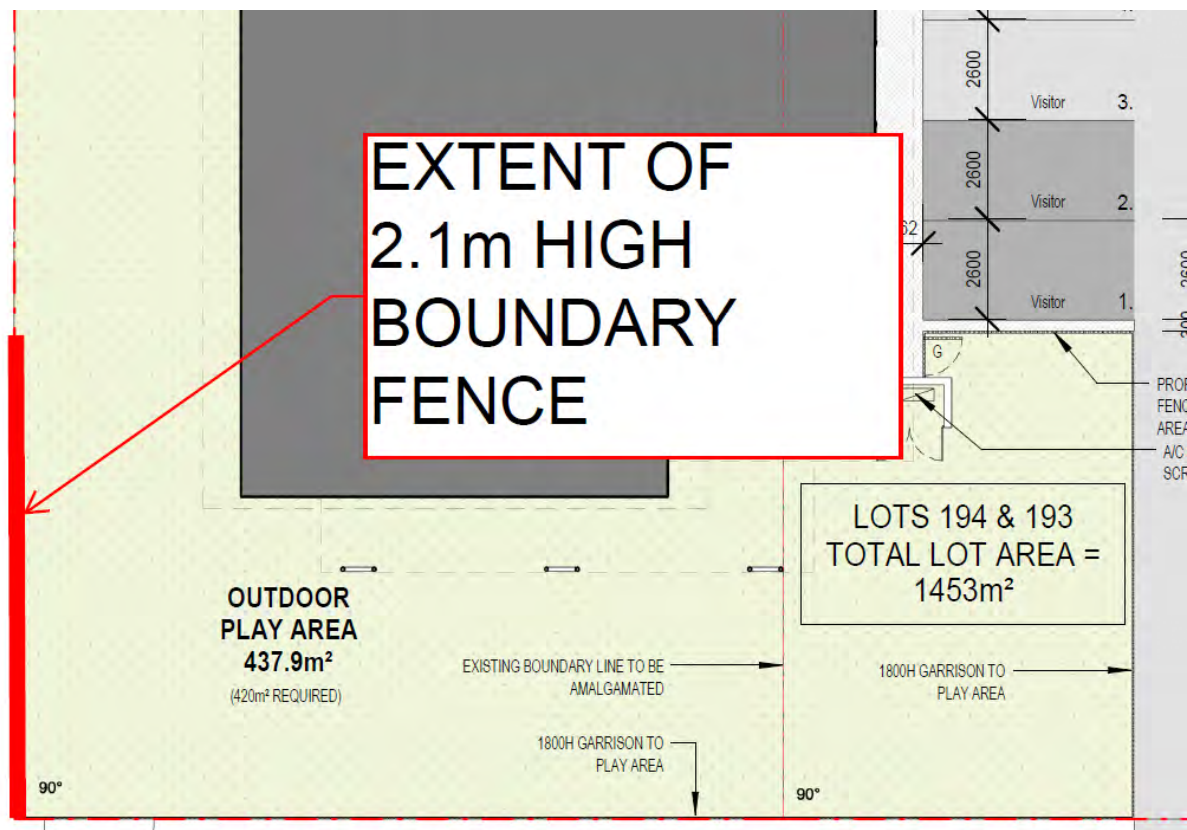 2600
Visitor 3.
EXTENT OF
2.1m HIGH
BOUNDARY
FENCE
2600
Visitor 2.
62
2600
2600
Visitor 1.
G
A/C
LOTS 194 & 193
TOTAL LOT AREA =
1453m²
OUTDOOR
PLAY AREA
437.9m²
(420m² REQUIRED)
EXISTING BOUNDARY LINE TO BE
AMALGAMATED
1800H GARRISON TO
PLAY AREA
1800H GARRISON TO
PLAY AREA
90°
90°